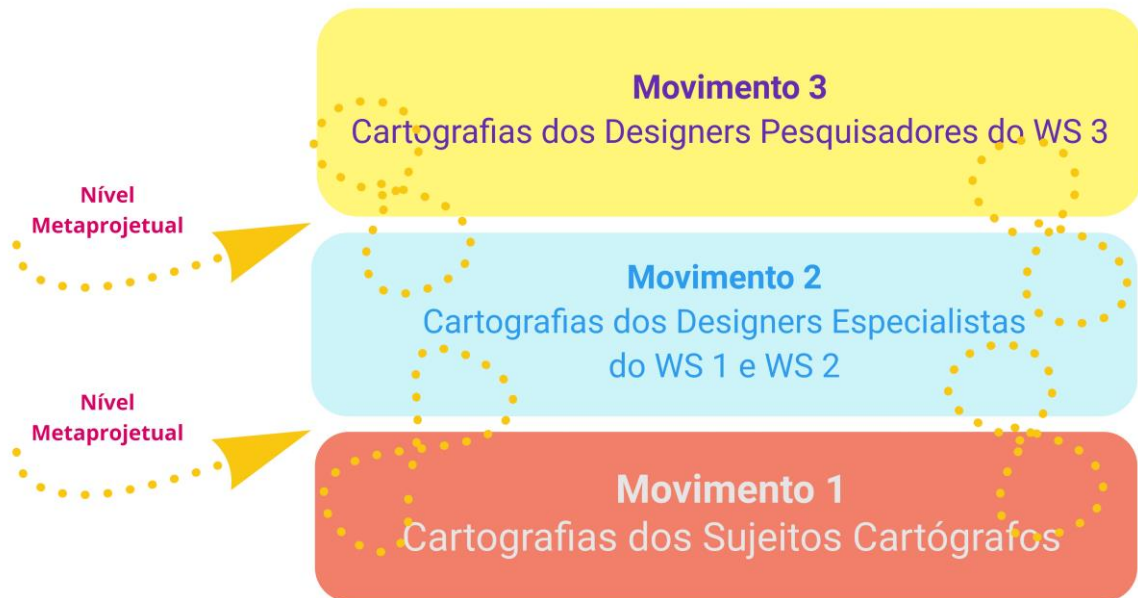 Movimento 3
Cartografias dos Designers Pesquisadores do WS 3
Nível
Metaprojetual
Movimento 2
Cartografias dos Designers Especialistas
do WS 1 e WS 2
Nível
Metaprojetual
Movimento 1
Cartografias dos Sujeitos Cartógrafos